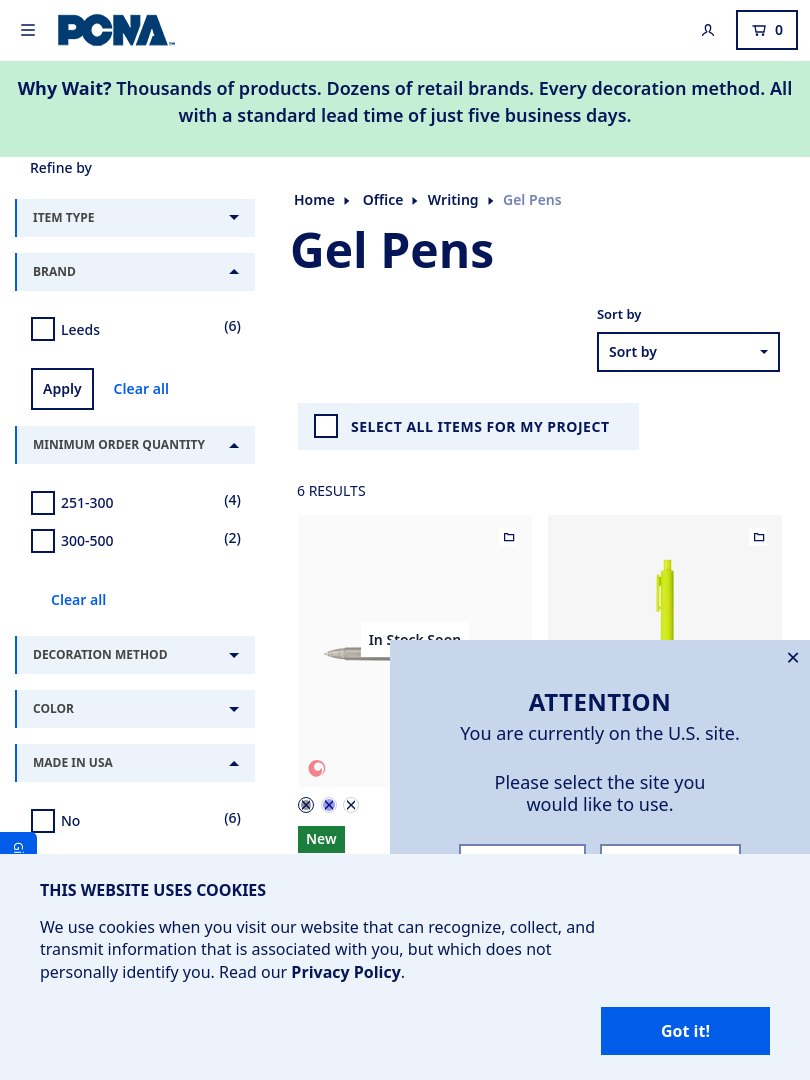 PCNA
0
Why Wait? Thousands of products. Dozens of retail brands. Every decoration method. All
with a standard lead time of just five business days.
Refine by
ITEM TYPE
BRAND
Leeds
(6)
Apply
Clear all
MINIMUM ORDER QUANTITY
251-300
(4)
300-500
(2)
Clear all
DECORATION METHOD
COLOR
MADE IN USA
No
(6)
Home
Office
Writing
Gel Pens
Gel Pens
Sort by
Sort by
SELECT ALL ITEMS FOR MY PROJECT
6 RESULTS
In Stock Soon
New
ATTENTION
You are currently on the U.S. site.
Please select the site you
would like to use.
THIS WEBSITE USES COOKIES
We use cookies when you visit our website that can recognize, collect, and
transmit information that is associated with you, but which does not
personally identify you. Read our Privacy Policy.
Got it!